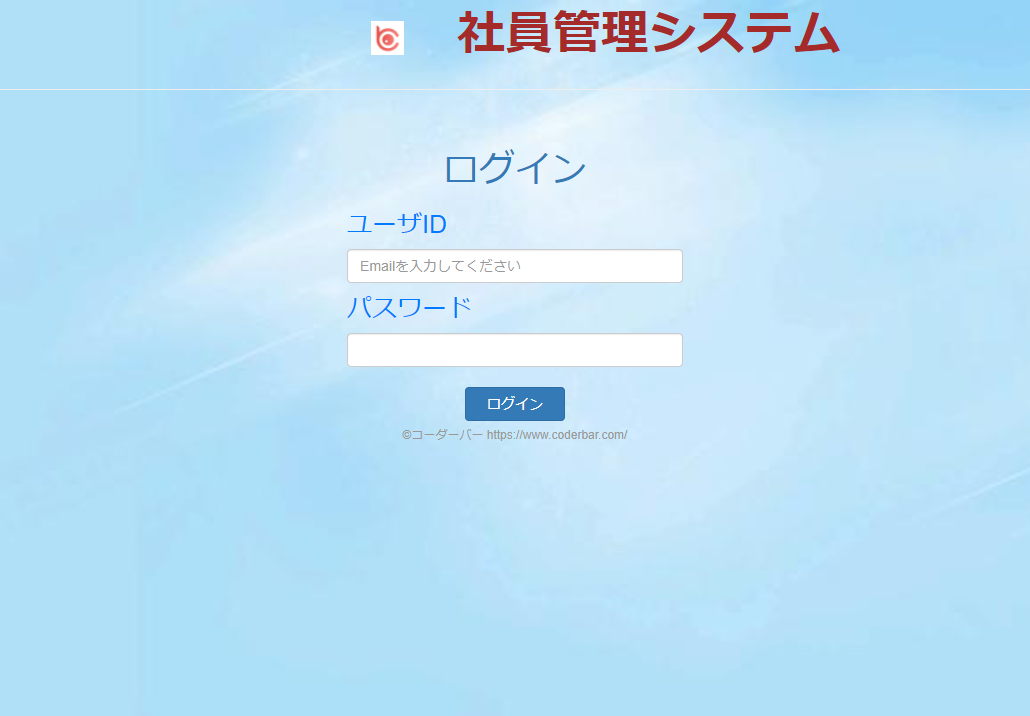 社員管理システム
ログイン
ユーザID
Emailを入力してください
パスワード
ログイン
©コーダーバー https://www.coderbar.com/